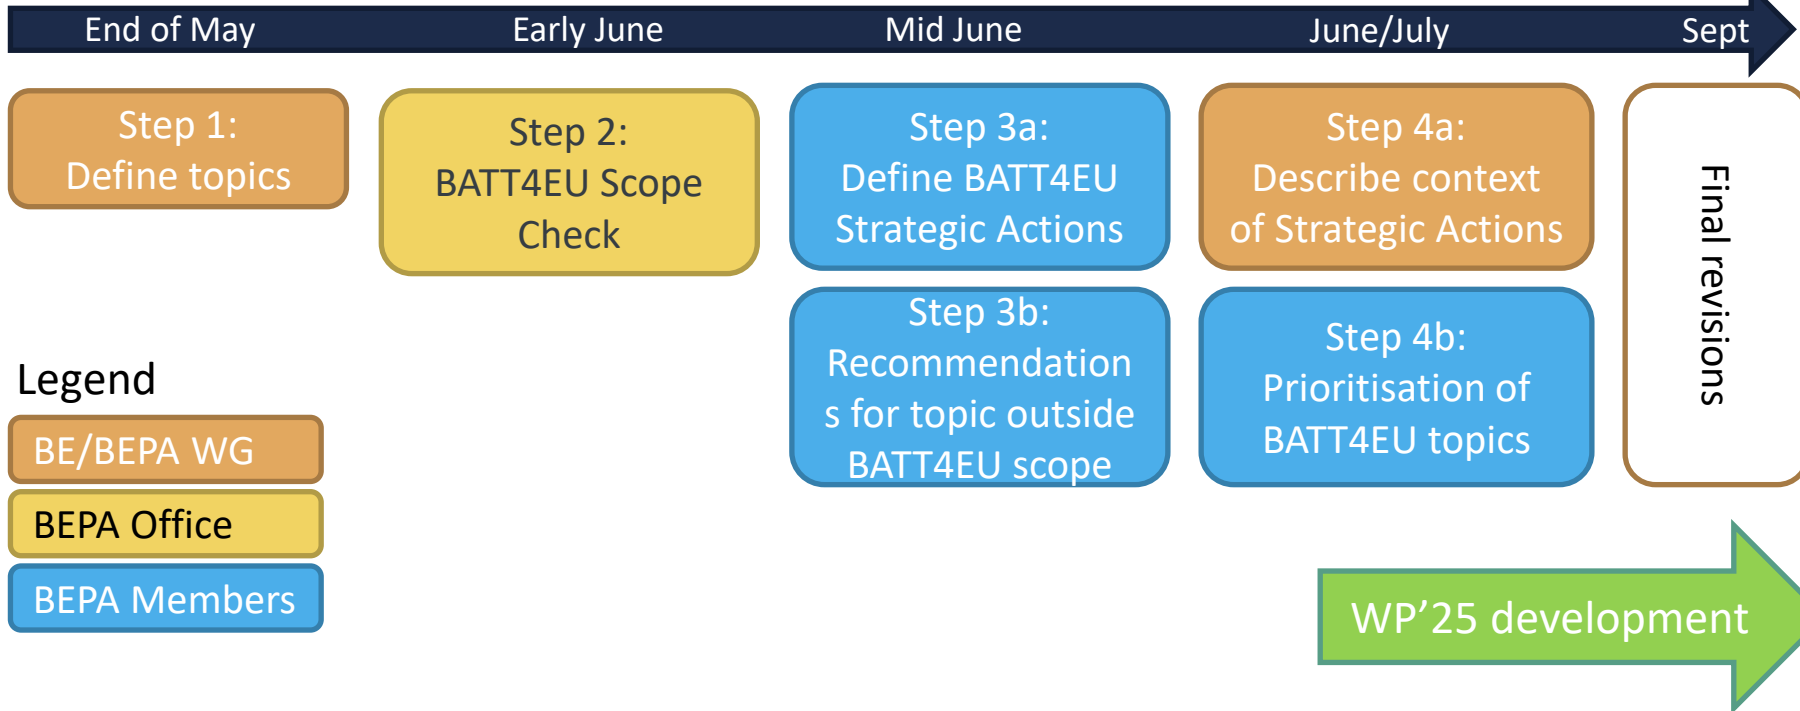 End of May
Early June
Mid June
June/July
Sept
Step 1:
Define topics
Step 2:
BATT4EU Scope
Check
Step 3a:
Define BATT4EU
Strategic Actions
Step 4a:
Describe context
of Strategic Actions
Final revisions
Step 3b:
Recommendation
s for topic outside
BATT4EU scope
Step 4b:
Prioritisation of
BATT4EU topics
Legend
BE/BEPA WG
BEPA Office
BEPA Members
WP’25 development